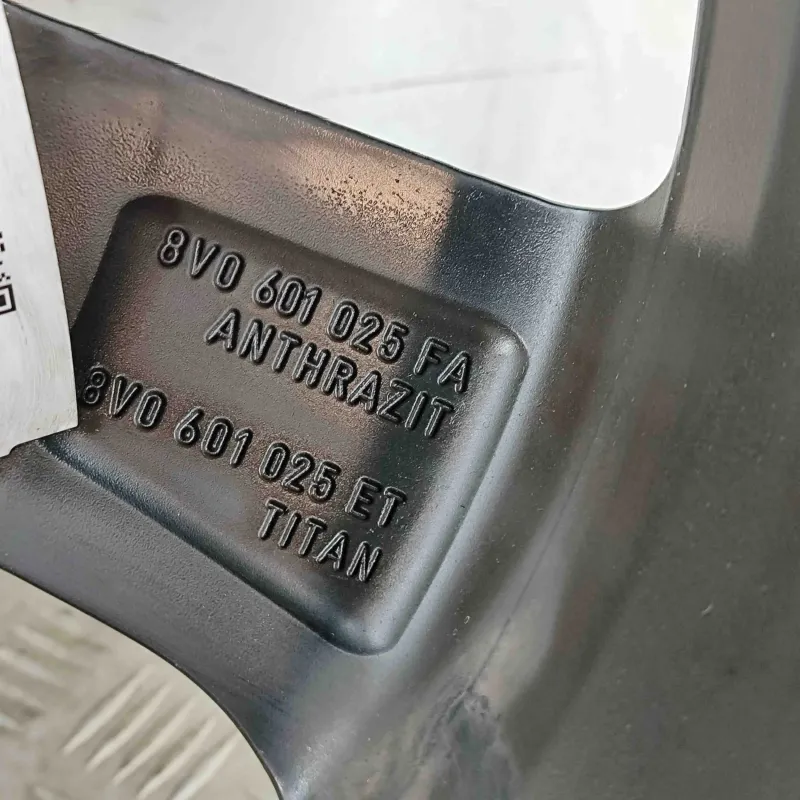 8V0 601 025 FA
ANTHRAZIT
8V0 601 025 ET
TITAN